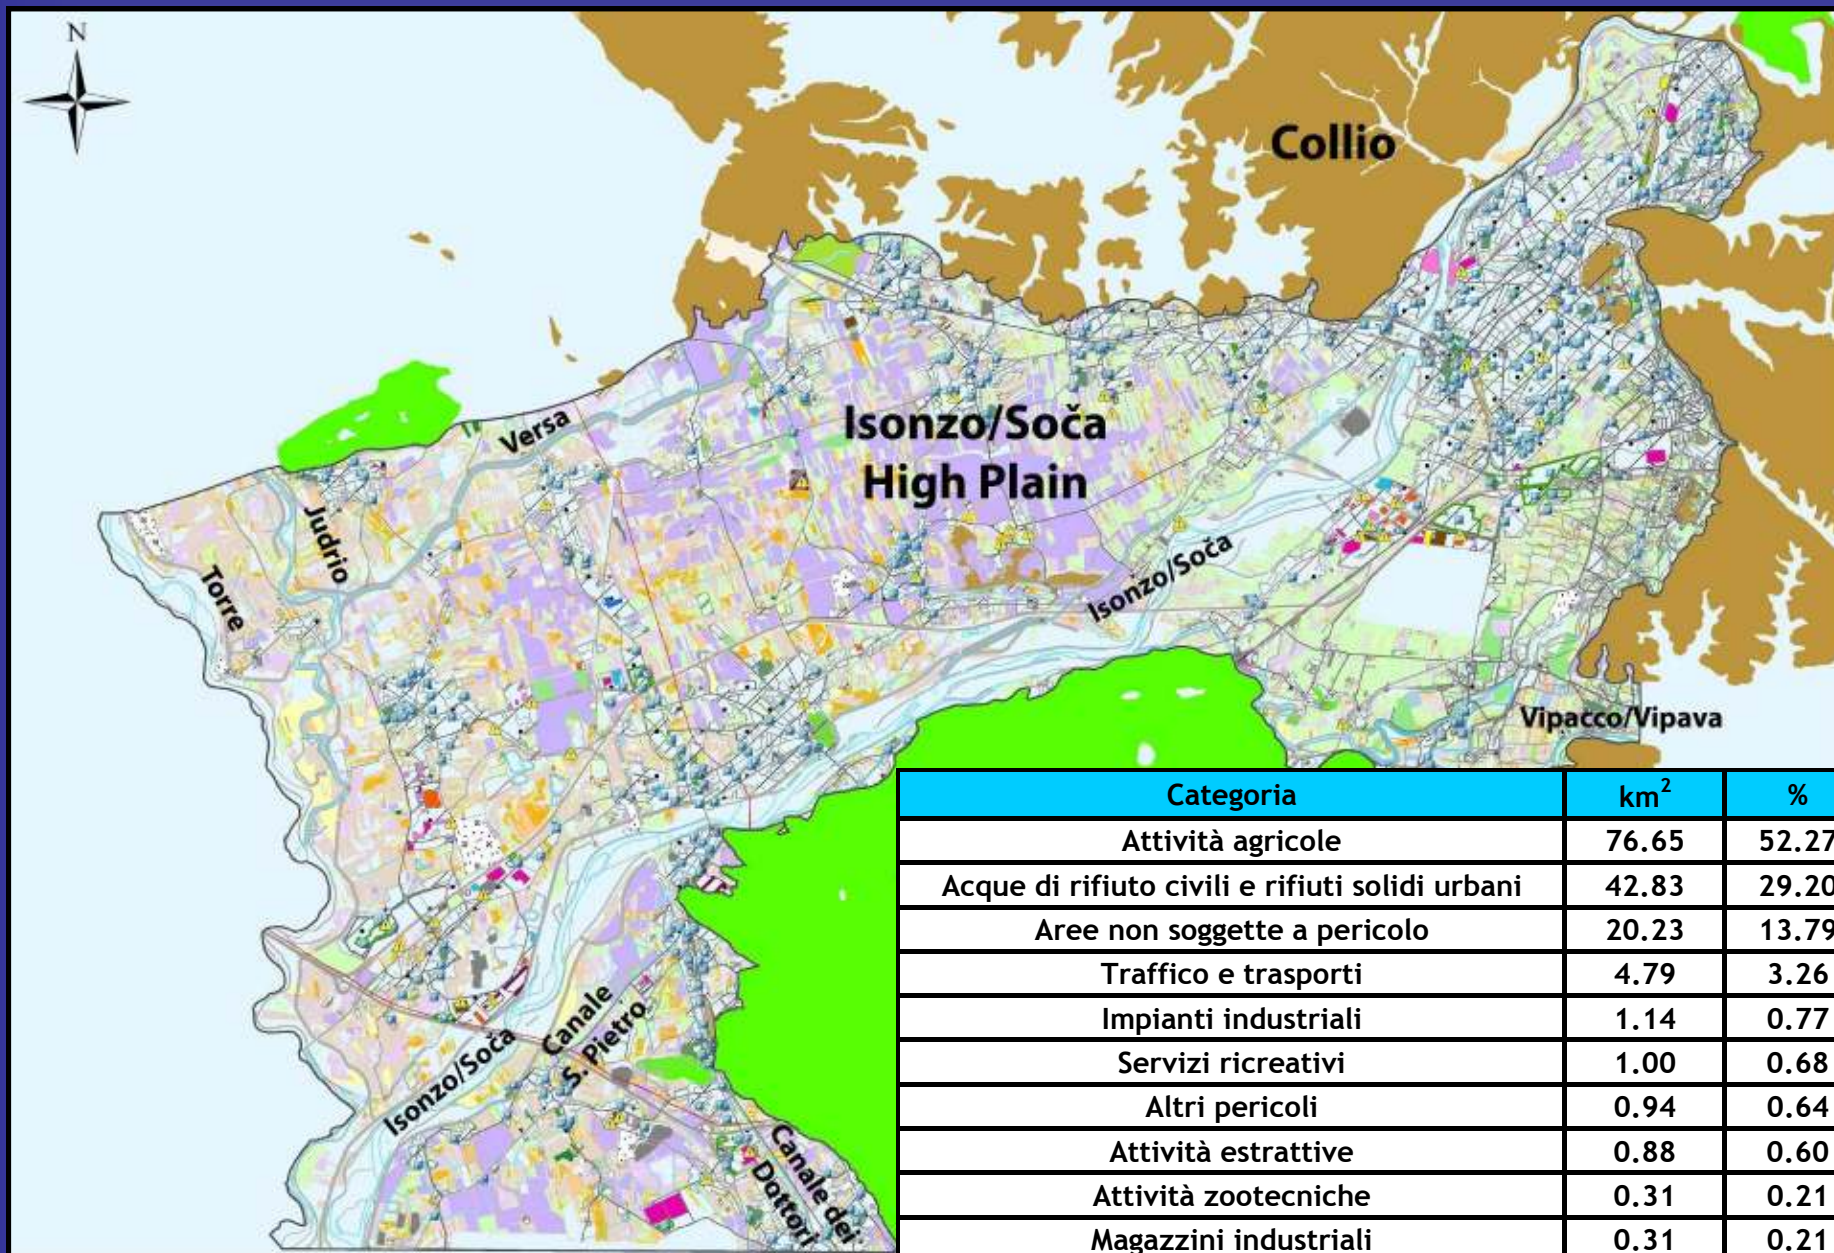 N
Collio
Isonzo/Soča
High Plain
Versa
Judrio
Torre
Isonzo/Soča
Vipacco/Vipava
Isonzo/Soča
Canale
S. Pietro
Canale dei
Dottori
Categoria km² %
Attività agricole 76.65 52.27
Acque di rifiuto civili e rifiuti solidi urbani 42.83 29.20
Aree non soggette a pericolo 20.23 13.79
Traffico e trasporti 4.79 3.26
Impianti industriali 1.14 0.77
Servizi ricreativi 1.00 0.68
Altri pericoli 0.94 0.64
Attività estrattive 0.88 0.60
Attività zootecniche 0.31 0.21
Magazzini industriali 0.31 0.21